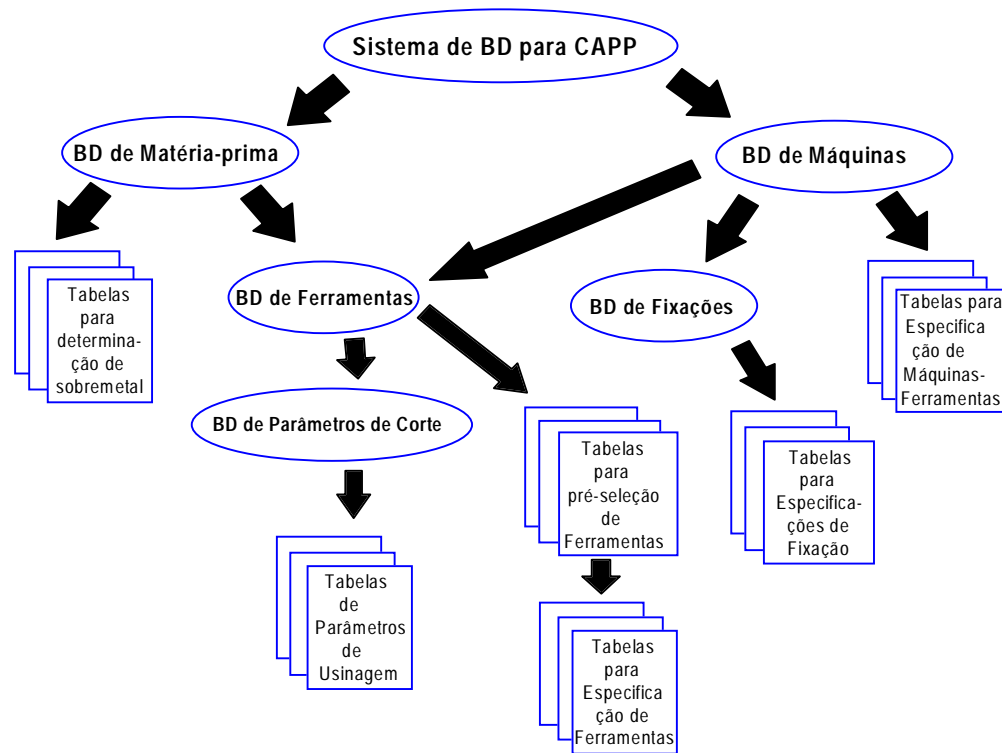 Sistema de BD para CAPP
BD de Matéria-prima
BD de Máquinas
Tabelas
para
determina-
ção de
sobremetal
BD de Ferramentas
BD de Fixações
Tabelas para
Especifica
ção de
Máquinas-
Ferramentas
BD de Parâmetros de Corte
Tabelas
para
pré-seleção
de
Ferramentas
Tabelas
para
Especifica-
ções de
Fixação
Tabelas
de
Parâmetros
de
Usinagem
Tabelas
para
Especifica
ção de
Ferramentas